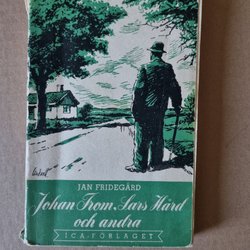 JAN FRIDEGÅRD
Johan From, Lars Hård
och andra
ICA-FÖRLAGET